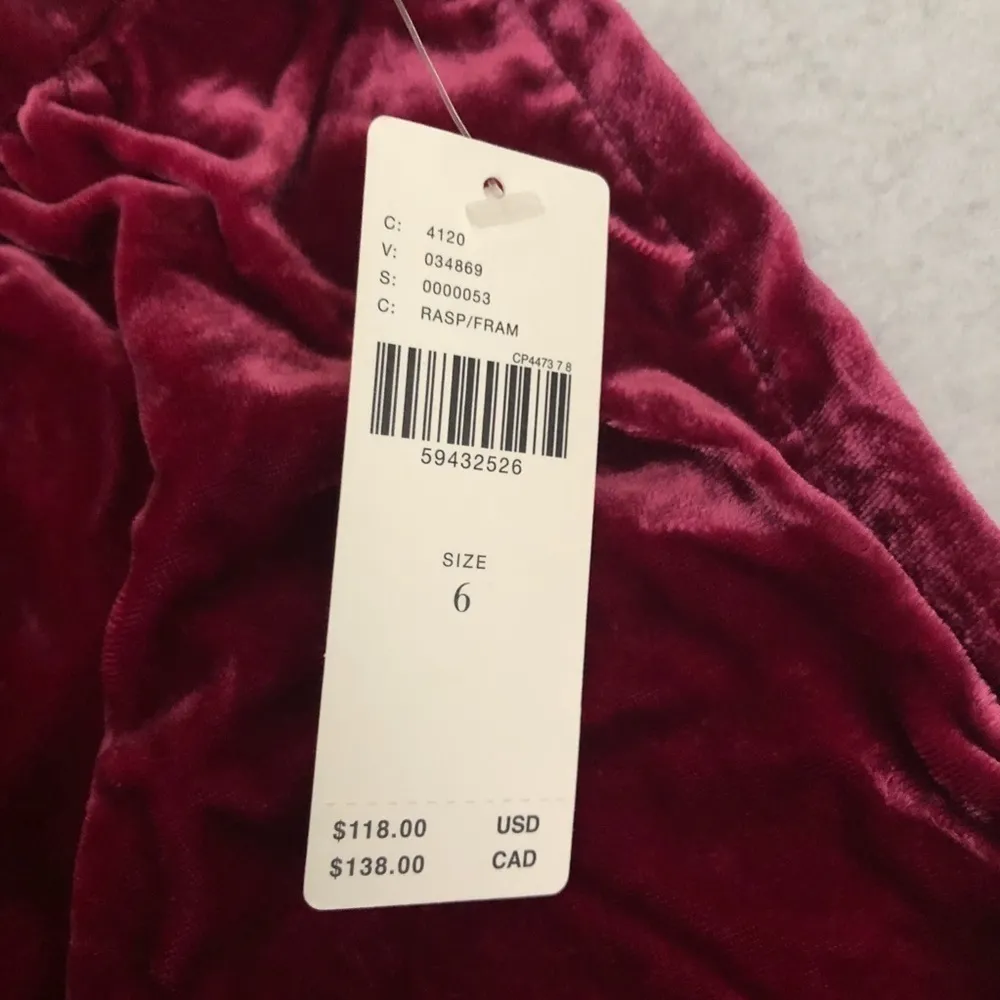 C: 4120
V: 034869
S: 0000053
C: RASP/FRAM
CP4473 7 8
59432526
SIZE
6
$118.00 USD
$138.00 CAD